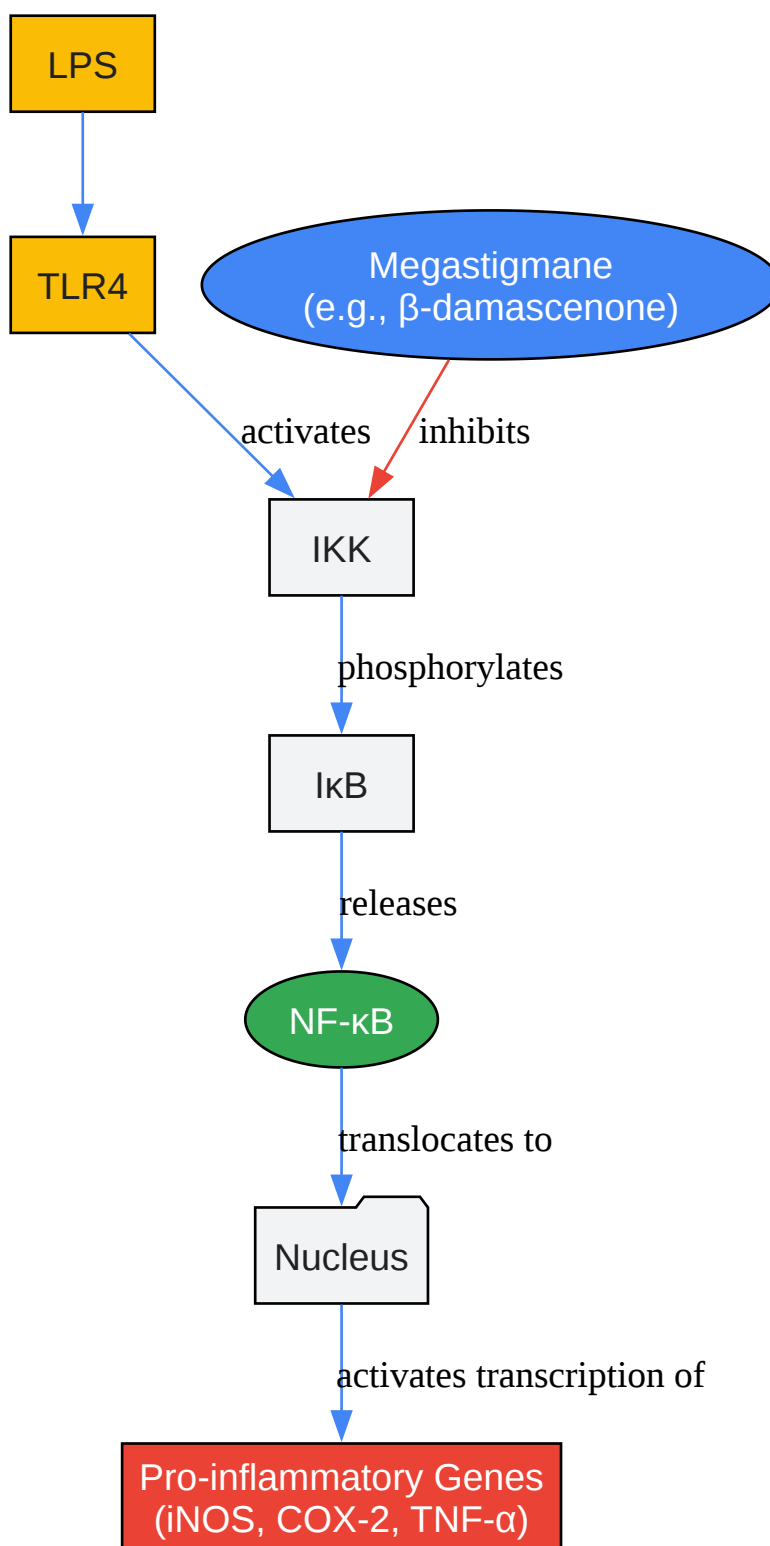 LPS
TLR4
Megastigmane
(e.g., β-damascenone)
activates
inhibits
IKK
phosphorylates
IκB
releases
NF-κB
translocates to
Nucleus
activates transcription of
Pro-inflammatory Genes
(iNOS, COX-2, TNF-α)